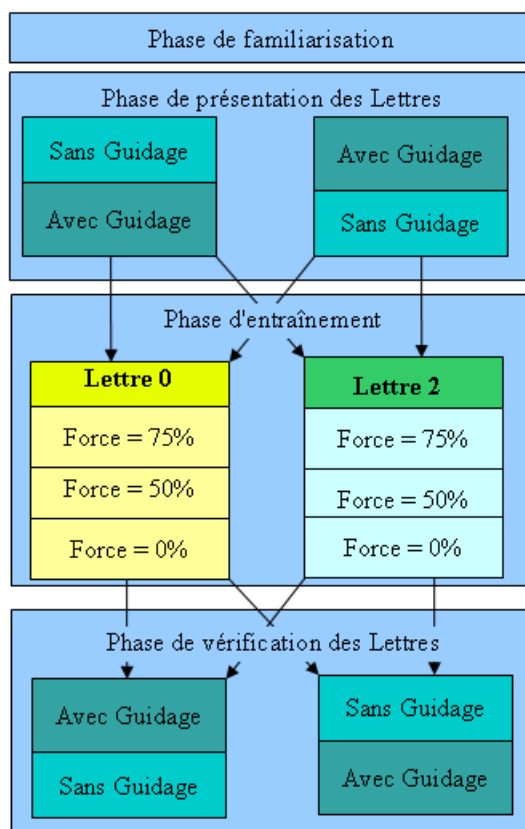 Phase de familiarisation
Phase de présentation des Lettres
Sans Guidage
Avec Guidage
Avec Guidage
Sans Guidage
Phase d'entraînement
Lettre 0
Force = 75%
Force = 50%
Force = 0%
Lettre 2
Force = 75%
Force = 50%
Force = 0%
Phase de vérification des Lettres
Avec Guidage
Sans Guidage
Sans Guidage
Avec Guidage